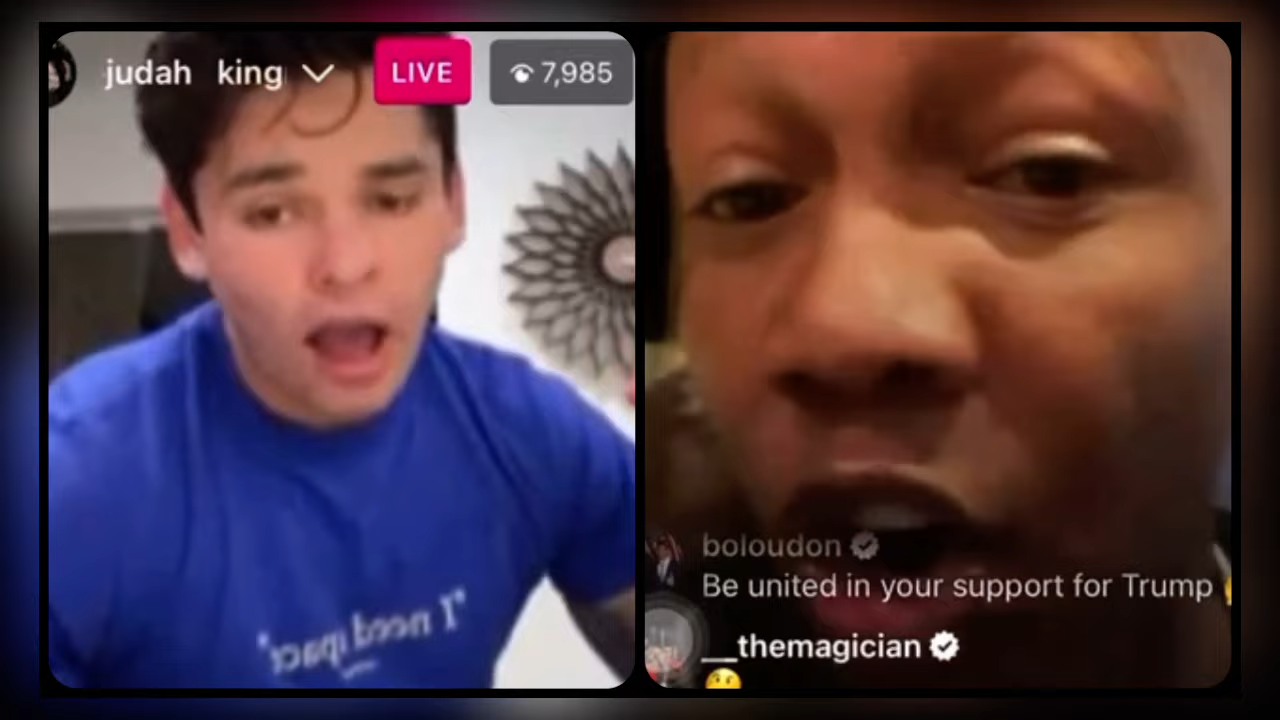 judah king
LIVE
7,985
'I need space'
boloudon
Be united in your support for Trump
__themagician